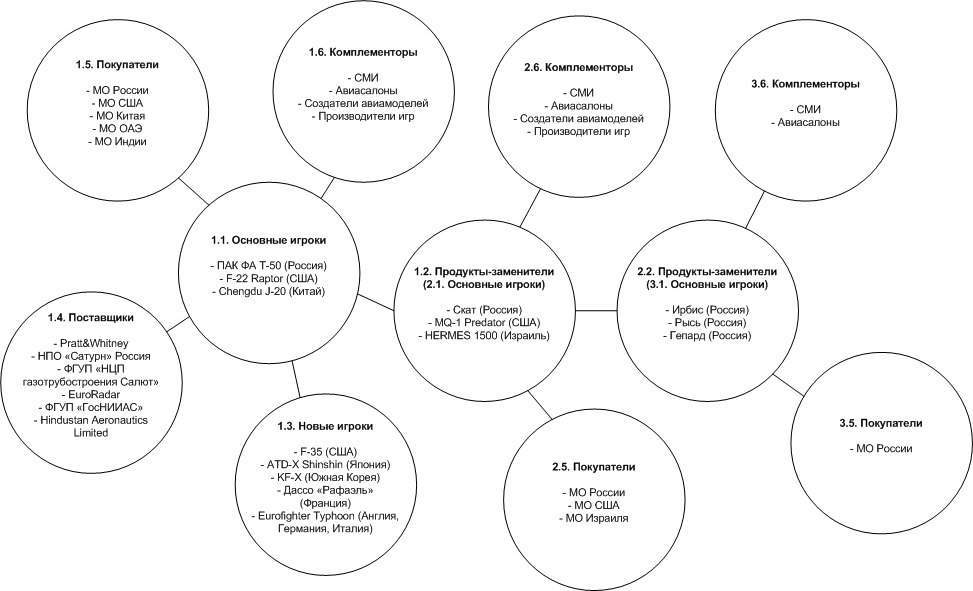 1.5. Покупатели
- МО России
- МО США
- МО Китая
- МО ОАЭ
- МО Индии
1.6. Комплементоры
- СМИ
- Авиасалоны
- Создатели авиамоделей
- Производители игр
2.6. Комплементоры
- СМИ
- Авиасалоны
- Создатели авиамоделей
- Производители игр
3.6. Комплементоры
- СМИ
- Авиасалоны
1.1. Основные игроки
- ПАК ФА Т-50 (Россия)
- F-22 Raptor (США)
- Chengdu J-20 (Китай)
1.2. Продукты-заменители
(2.1. Основные игроки)
- Скат (Россия)
- MQ-1 Predator (США)
- HERMES 1500 (Израиль)
2.2. Продукты-заменители
(3.1. Основные игроки)
- Ирбис (Россия)
- Рысь (Россия)
- Гепард (Россия)
1.4. Поставщики
- Pratt&Whitney
- НПО «Сатурн» Россия
- ФГУП «НЦП
газотрубостроения Салют»
- EuroRadar
- ФГУП «ГосНИИАС»
- Hindustan Aeronautics
Limited
1.3. Новые игроки
- F-35 (США)
- ATD-X Shinshin (Япония)
- KF-X (Южная Корея)
- Дассо «Рафаэль»
(Франция)
- Eurofighter Typhoon (Англия,
Германия, Италия)
2.5. Покупатели
- МО России
- МО США
- МО Израиля
3.5. Покупатели
- МО России